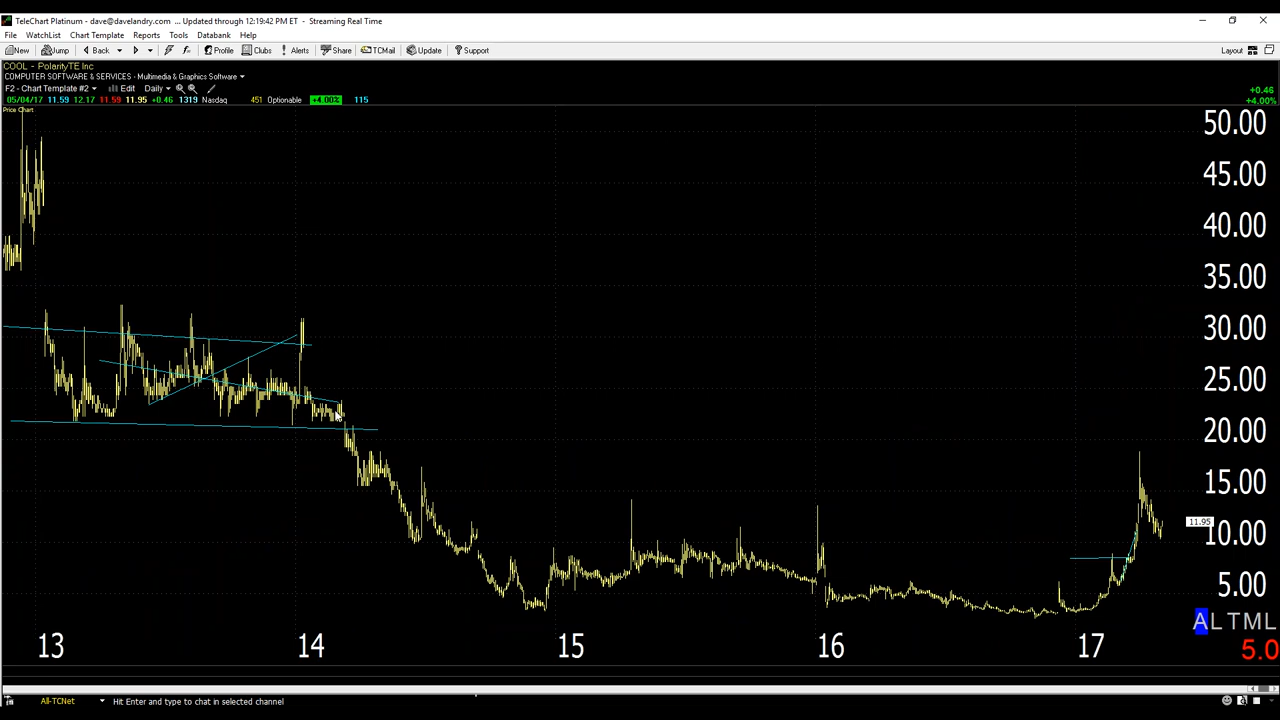 TeleChart Platinum - dave@davelandry.com ... Updated through 12:19:42 PM ET - Streaming Real Time
File WatchList Chart Template Reports Tools Databank Help
New Jump Back Profile Clubs Alerts Share TCMail Update Support Layout
COOL - PolarityTE Inc
COMPUTER SOFTWARE & SERVICES - Multimedia & Graphics Software
F2 - Chart Template #2 Edit Daily
+0.46
05/04/17 11.59 12.17 11.59 11.95 +0.46 1319 Nasdaq 451 Optionable +4.00% 115
+4.00%
Price Chart
50.00
45.00
40.00
35.00
30.00
25.00
20.00
15.00
11.95
10.00
5.00
ALTML
13 14 15 16 17
5.0
All-TCNet Hit Enter and type to chat in selected channel